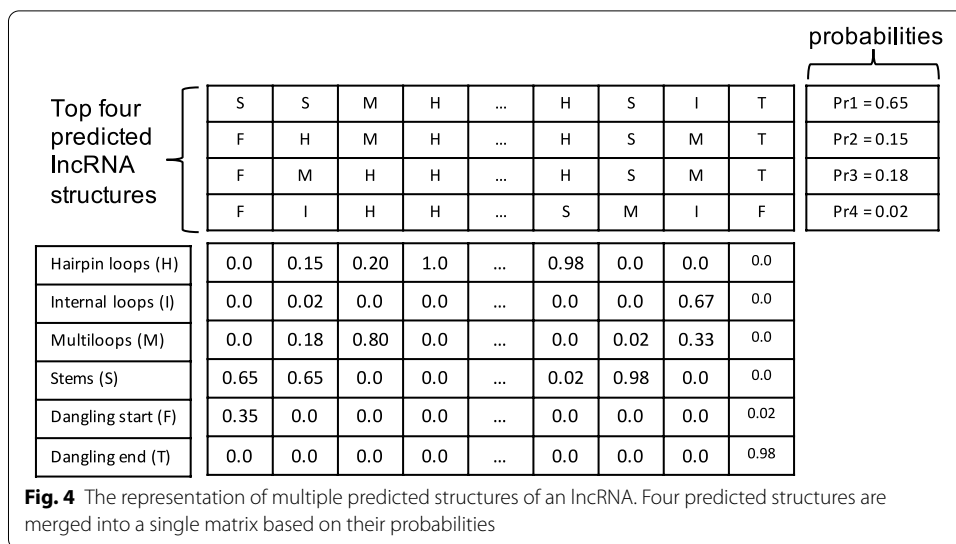 probabilities
Top four
predicted
lncRNA
structures
S S M H ... H S I T Pr1 = 0.65
F H M H ... H S M T Pr2 = 0.15
F M H H ... H S M T Pr3 = 0.18
F I H H ... S M I F Pr4 = 0.02
Hairpin loops (H) 0.0 0.15 0.20 1.0 ... 0.98 0.0 0.0 0.0
Internal loops (I) 0.0 0.02 0.0 0.0 ... 0.0 0.0 0.67 0.0
Multiloops (M) 0.0 0.18 0.80 0.0 ... 0.0 0.02 0.33 0.0
Stems (S) 0.65 0.65 0.0 0.0 ... 0.02 0.98 0.0 0.0
Dangling start (F) 0.35 0.0 0.0 0.0 ... 0.0 0.0 0.0 0.02
Dangling end (T) 0.0 0.0 0.0 0.0 ... 0.0 0.0 0.0 0.98
Fig. 4 The representation of multiple predicted structures of an lncRNA. Four predicted structures are
merged into a single matrix based on their probabilities